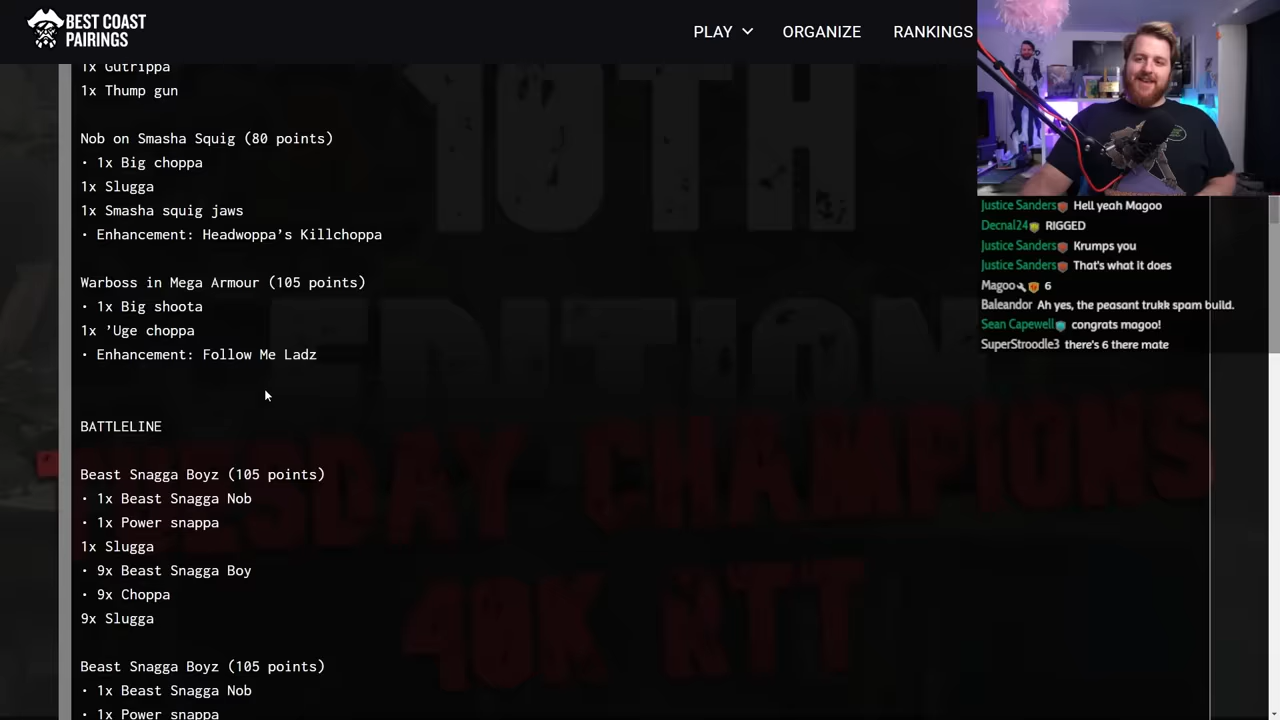 BEST COAST
PAIRINGS
PLAY
ORGANIZE
RANKINGS
1x Gutrippa
1x Thump gun
Nob on Smasha Squig (80 points)
• 1x Big choppa
1x Slugga
1x Smasha squig jaws
• Enhancement: Headwoppa’s Killchoppa
Warboss in Mega Armour (105 points)
• 1x Big shoota
1x ’Uge choppa
• Enhancement: Follow Me Ladz
BATTLELINE
Beast Snagga Boyz (105 points)
• 1x Beast Snagga Nob
• 1x Power snappa
1x Slugga
• 9x Beast Snagga Boy
• 9x Choppa
9x Slugga
Beast Snagga Boyz (105 points)
• 1x Beast Snagga Nob
• 1x Power snappa
Justice Sanders Hell yeah Magoo
Decnal24 RIGGED
Justice Sanders Krumps you
Justice Sanders That's what it does
Magoo 6
Baleandor Ah yes, the peasant trukk spam build.
Sean Capewell congrats magoo!
SuperStroodle3 there's 6 there mate
10TH
EDITION
TUESDAY CHAMPIONS
40K RTT